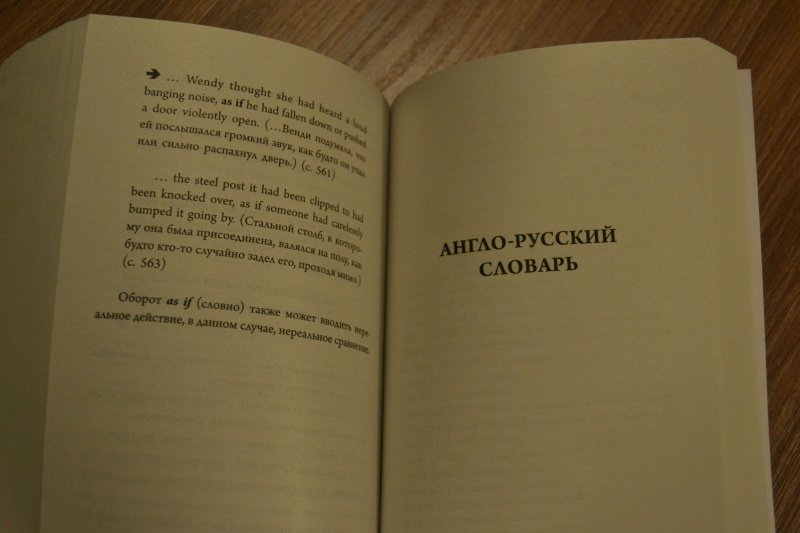 ➔ … Wendy thought she had heard a loud
banging noise, as if he had fallen down or pushed
a door violently open. (…Венди подумала, что
ей послышался громкий звук, как будто он упал
или сильно распахнул дверь.) (с. 561)
… the steel post it had been clipped to had
been knocked over, as if someone had carelessly
bumped it going by. (Стальной столб, к которо-
му она была присоединена, валялся на полу, как
будто кто-то случайно задел его, проходя мимо.)
(с. 563)
Оборот as if (словно) также может вводить нере-
альное действие, в данном случае, нереальное сравнение.
АНГЛО-РУССКИЙ
СЛОВАРЬ